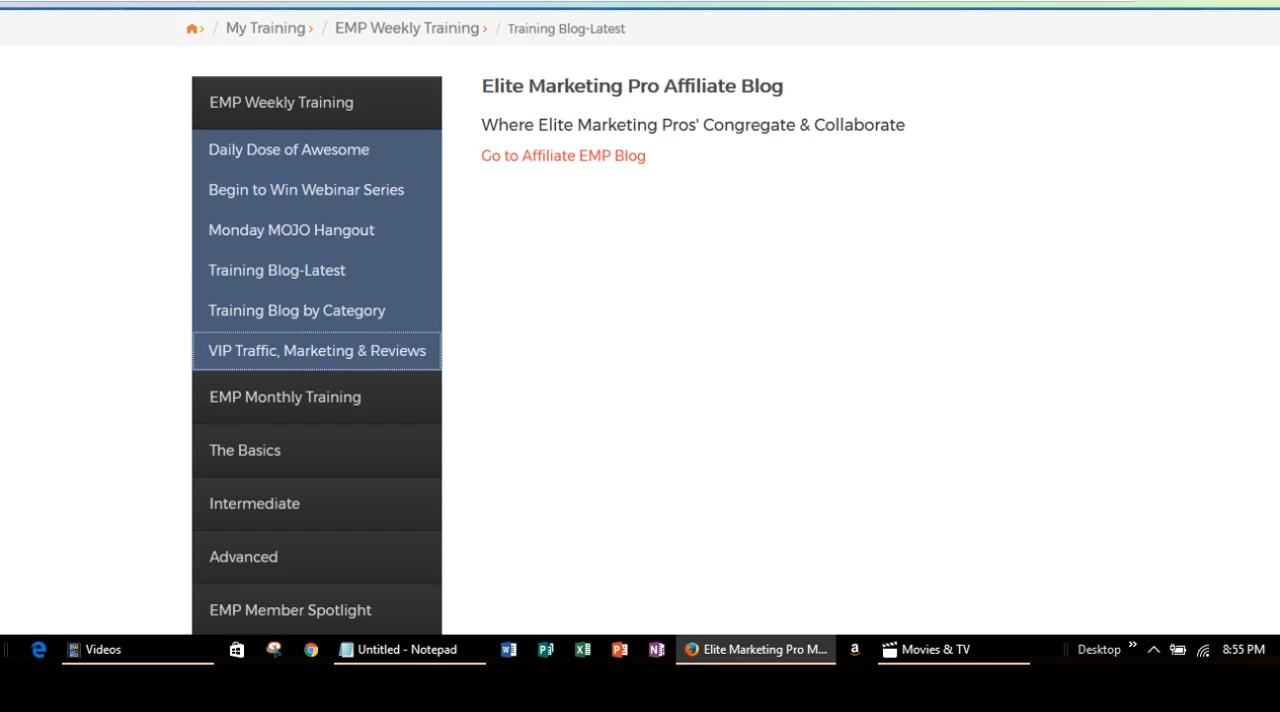 My Training
EMP Weekly Training
Training Blog-Latest
EMP Weekly Training
Daily Dose of Awesome
Begin to Win Webinar Series
Monday MOJO Hangout
Training Blog-Latest
Training Blog by Category
VIP Traffic, Marketing & Reviews
EMP Monthly Training
The Basics
Intermediate
Advanced
EMP Member Spotlight
Elite Marketing Pro Affiliate Blog
Where Elite Marketing Pros' Congregate & Collaborate
Go to Affiliate EMP Blog
Videos
Untitled - Notepad
Elite Marketing Pro M...
Movies & TV
Desktop
8:55 PM